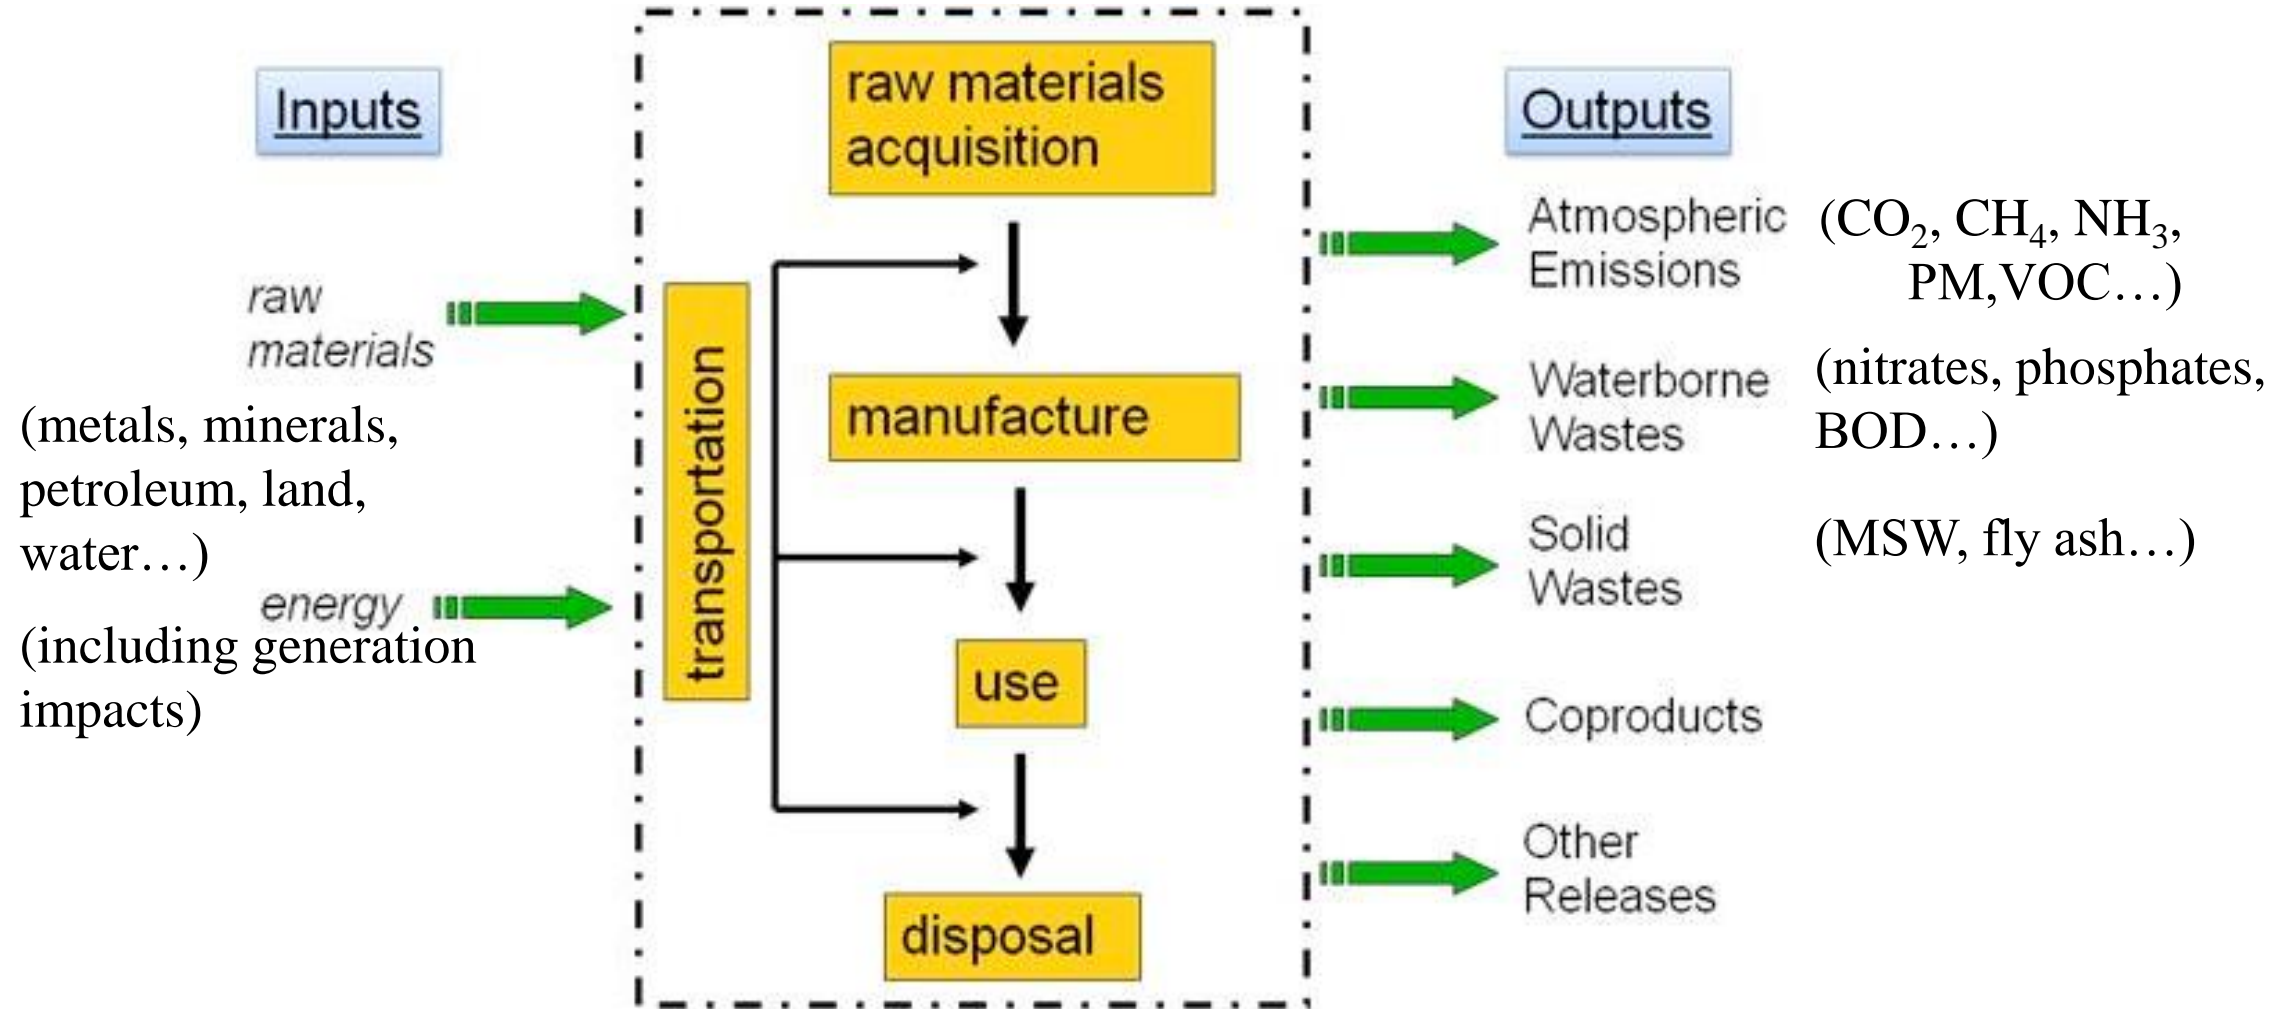 Inputs
raw
materials
(metals, minerals,
petroleum, land,
water…)
energy
(including generation
impacts)
transportation
raw materials
acquisition
manufacture
use
disposal
Outputs
Atmospheric
Emissions
(CO₂, CH₄, NH₃,
PM,VOC…)
Waterborne
Wastes
(nitrates, phosphates,
BOD…)
Solid
Wastes
(MSW, fly ash…)
Coproducts
Other
Releases